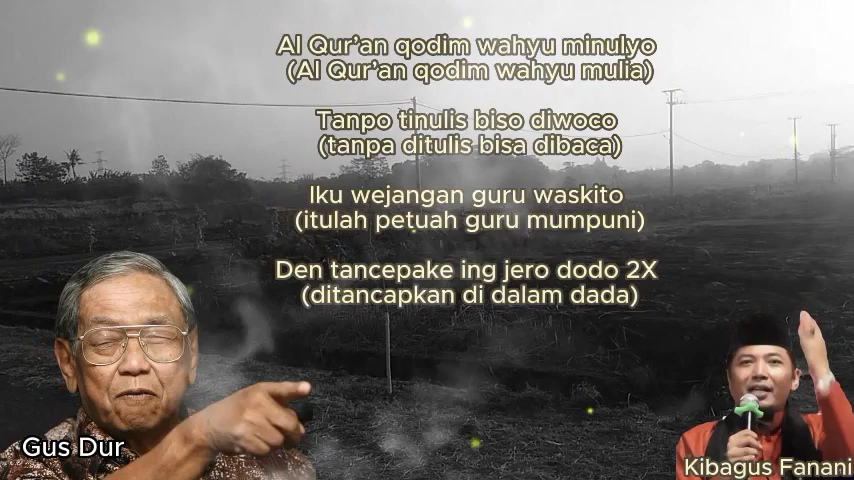 Al Qur’an qodim wahyu minulyo
(Al Qur’an qodim wahyu mulia)
Tanpo tinulis biso diwoco
(tanpa ditulis bisa dibaca)
Iku wejangan guru waskito
(itulah petuah guru mumpuni)
Den tancepake ing jero dodo 2X
(ditancapkan di dalam dada)
Gus Dur
Kibagus Fanani